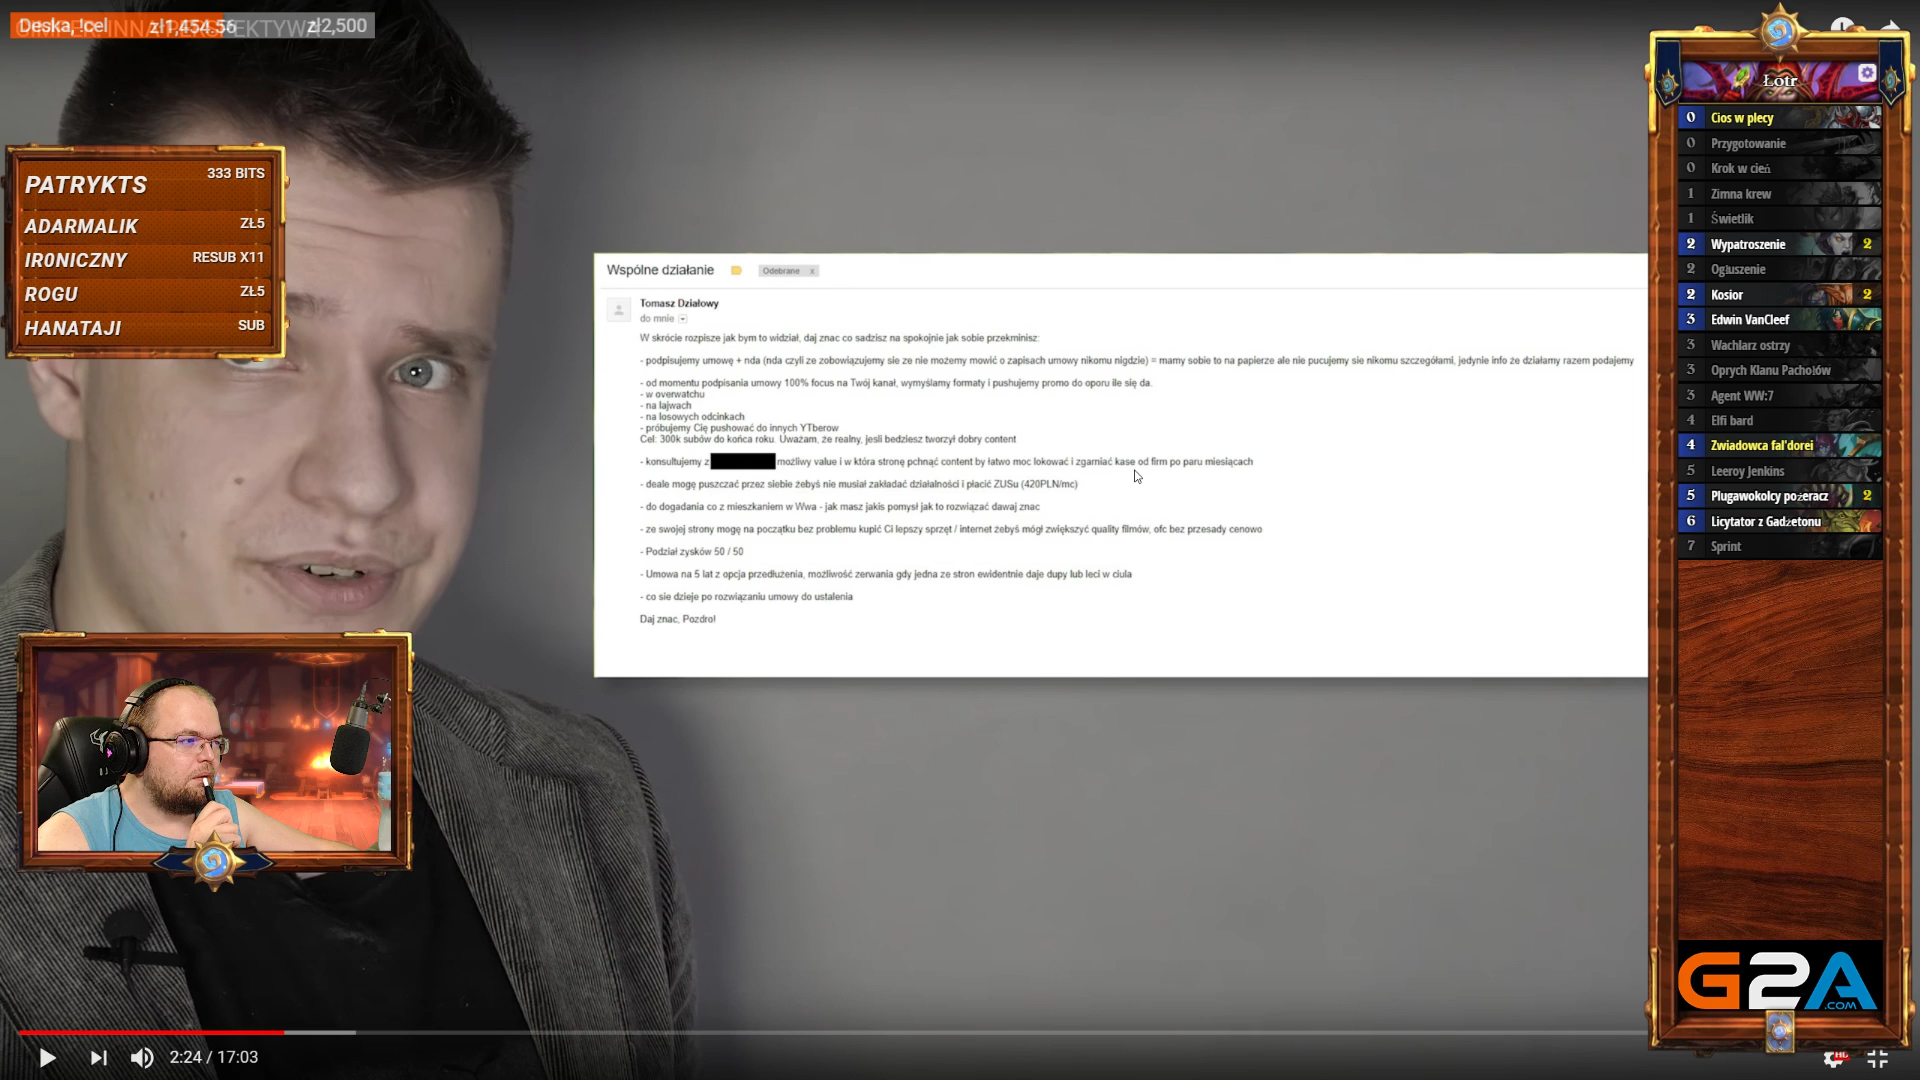 Deska, !cel zł1,454.56 zł2,500
PATRYKTS 333 BITS
ADARMALIK ZŁ5
IR0NICZNY RESUB X11
ROGU ZŁ5
HANATAJI SUB
Wspólne działanie Odebrane x
Tomasz Działowy
do mnie
W skrócie rozpisze jak bym to widział, daj znac co sadzisz na spokojnie jak sobie przekminisz:
- podpisujemy umowę + nda (nda czyli ze zobowiązujemy sie ze nie możemy mowić o zapisach umowy nikomu nigdzie) = mamy sobie to na papierze ale nie pucujemy sie nikomu szczegółami, jedynie info że działamy razem podajemy
- od momentu podpisania umowy 100% focus na Twój kanał, wymyślamy formaty i pushujemy promo do oporu ile się da.
- w overwatchu
- na lajwach
- na losowych odcinkach
- próbujemy Cię pushować do innych YTberow
Cel: 300k subów do końca roku. Uważam, że realny, jesli bedziesz tworzył dobry content
- konsultujemy z możliwy value i w która stronę pchnąć content by łatwo moc lokować i zgarniać kase od firm po paru miesiącach
- deale mogę puszczać przez siebie żebyś nie musiał zakładać działalności i płacić ZUSu (420PLN/mc)
- do dogadania co z mieszkaniem w Wwa - jak masz jakis pomysł jak to rozwiązać dawaj znac
- ze swojej strony mogę na początku bez problemu kupić Ci lepszy sprzęt / internet żebyś mógł zwiększyć quality filmów, ofc bez przesady cenowo
- Podział zysków 50 / 50
- Umowa na 5 lat z opcja przedłużenia, możliwość zerwania gdy jedna ze stron ewidentnie daje dupy lub leci w ciula
- co sie dzieje po rozwiązaniu umowy do ustalenia
Daj znac, Pozdro!
Łotr
0 Cios w plecy
0 Przygotowanie
0 Krok w cień
1 Zimna krew
1 Świetlik
2 Wypatroszenie 2
2 Ogłuszenie
2 Kosior 2
3 Edwin VanCleef
3 Wachlarz ostrzy
3 Oprych Klanu Pachołów
3 Agent WW:7
4 Elfi bard
4 Zwiadowca fal'dorei
5 Leeroy Jenkins
5 Plugawokolcy pożeracz 2
6 Licytator z Gadżetonu
7 Sprint
G2A
.COM
2:24 / 17:03
HD